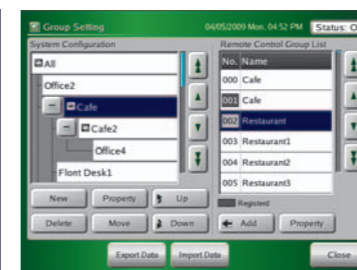 Group Setting
04/05/2009 Mon. 04:52 PM
Status: O
System Configuration
All
Office2
Cafe
Cafe2
Office4
Flont Desk1
New
Property
Up
Delete
Move
Down
Remote Control Group List
No. Name
000 Cafe
001 Cafe
002 Restaurant
003 Restaurant1
004 Restaurant2
005 Restaurant3
Registered
Add
Property
Export Data
Import Data
Close